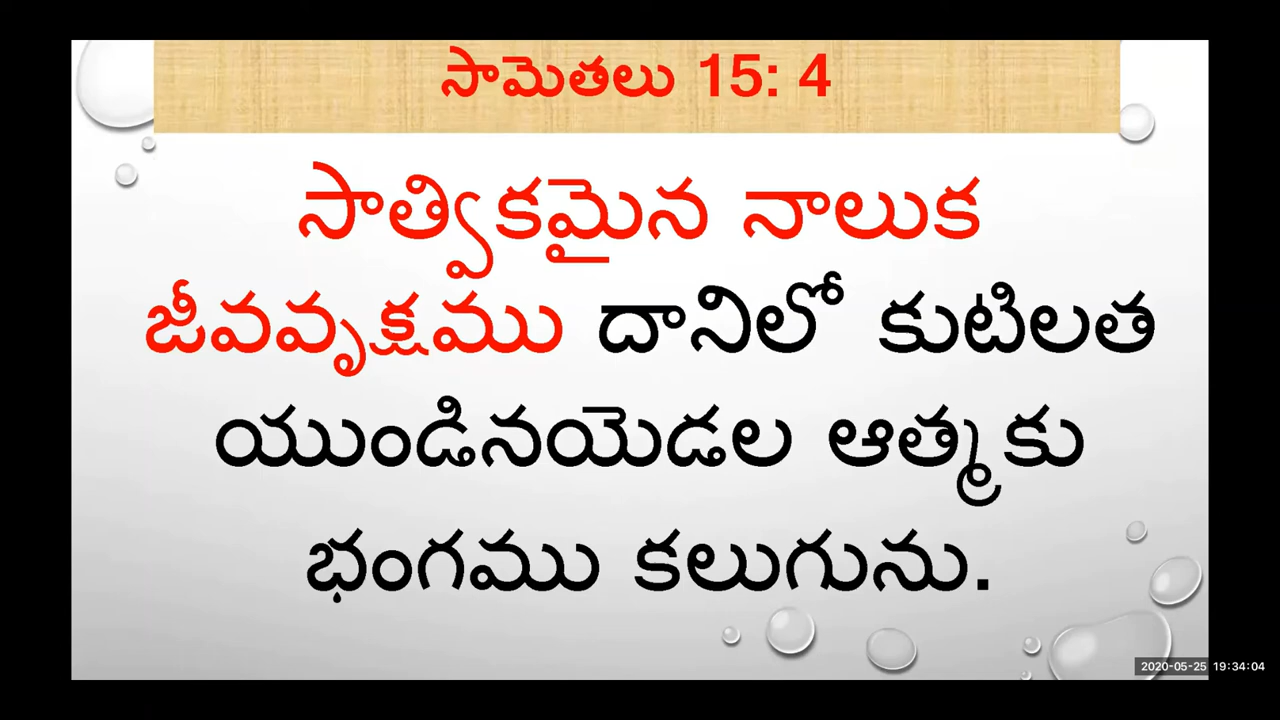 సామెతలు 15: 4
సాత్వికమైన నాలుక
జీవవృక్షము దానిలో కుటిలత
యుండినయెడల ఆత్మకు
భంగము కలుగును.
2020-05-25 19:34:04